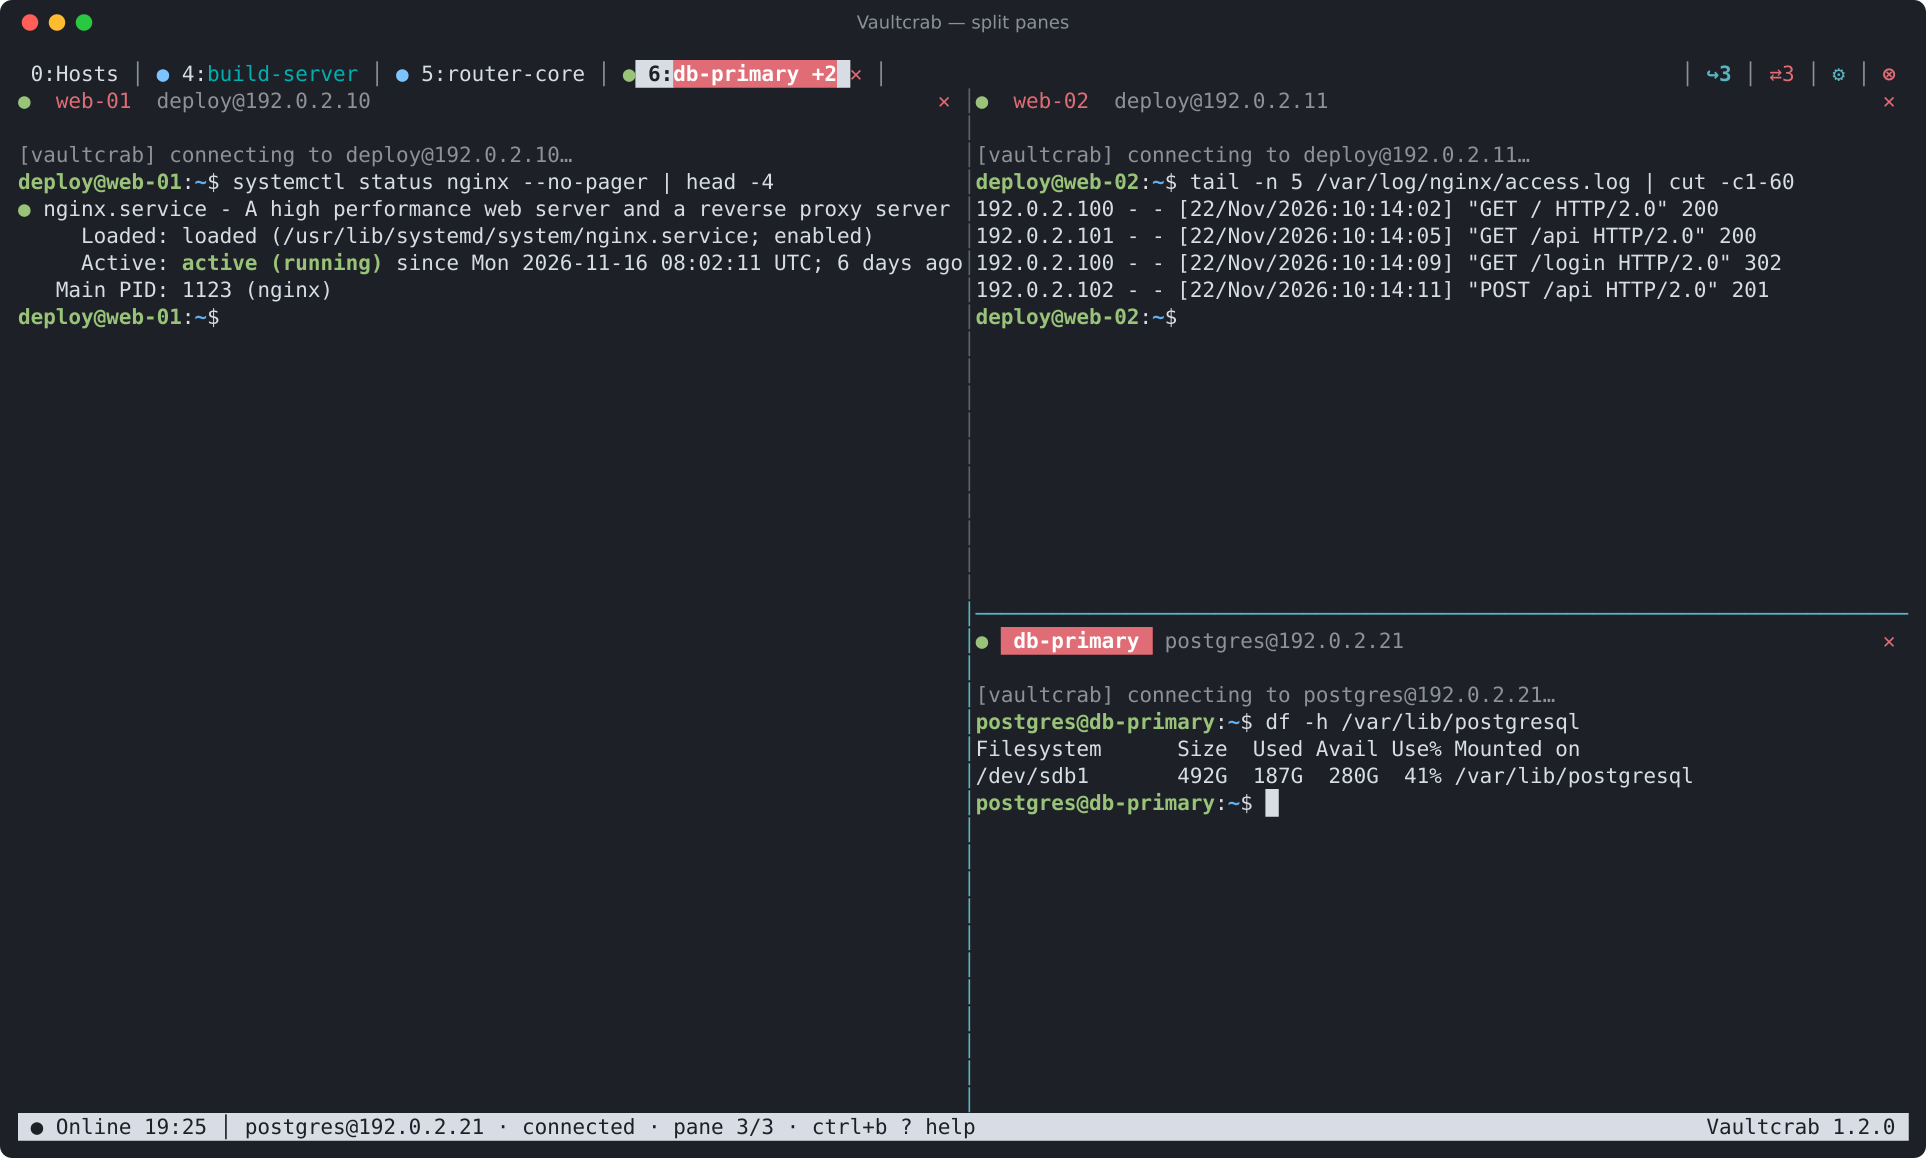 Vaultcrab — split panes
0:Hosts │ ● 4:build-server │ ● 5:router-core │ ● 6:db-primary +2 × │ │ ↪3 │ ⇄3 │ ⚙ │ ⊗
● web-01 deploy@192.0.2.10 ×
[vaultcrab] connecting to deploy@192.0.2.10…
deploy@web-01:~$ systemctl status nginx --no-pager | head -4
● nginx.service - A high performance web server and a reverse proxy server
     Loaded: loaded (/usr/lib/systemd/system/nginx.service; enabled)
     Active: active (running) since Mon 2026-11-16 08:02:11 UTC; 6 days ago
   Main PID: 1123 (nginx)
deploy@web-01:~$
● web-02 deploy@192.0.2.11 ×
[vaultcrab] connecting to deploy@192.0.2.11…
deploy@web-02:~$ tail -n 5 /var/log/nginx/access.log | cut -c1-60
192.0.2.100 - - [22/Nov/2026:10:14:02] "GET / HTTP/2.0" 200
192.0.2.101 - - [22/Nov/2026:10:14:05] "GET /api HTTP/2.0" 200
192.0.2.100 - - [22/Nov/2026:10:14:09] "GET /login HTTP/2.0" 302
192.0.2.102 - - [22/Nov/2026:10:14:11] "POST /api HTTP/2.0" 201
deploy@web-02:~$
● db-primary postgres@192.0.2.21 ×
[vaultcrab] connecting to postgres@192.0.2.21…
postgres@db-primary:~$ df -h /var/lib/postgresql
Filesystem      Size  Used Avail Use% Mounted on
/dev/sdb1       492G  187G  280G  41% /var/lib/postgresql
postgres@db-primary:~$
● Online 19:25 │ postgres@192.0.2.21 · connected · pane 3/3 · ctrl+b ? help Vaultcrab 1.2.0